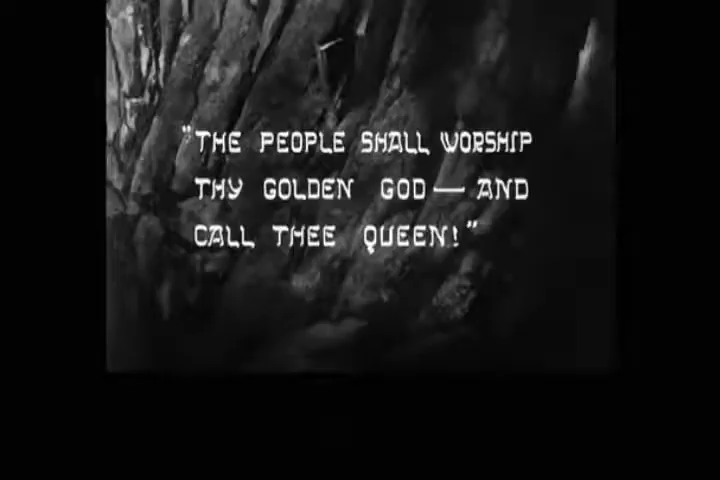 "THE PEOPLE SHALL WORSHIP
THY GOLDEN GOD — AND
CALL THEE QUEEN!"